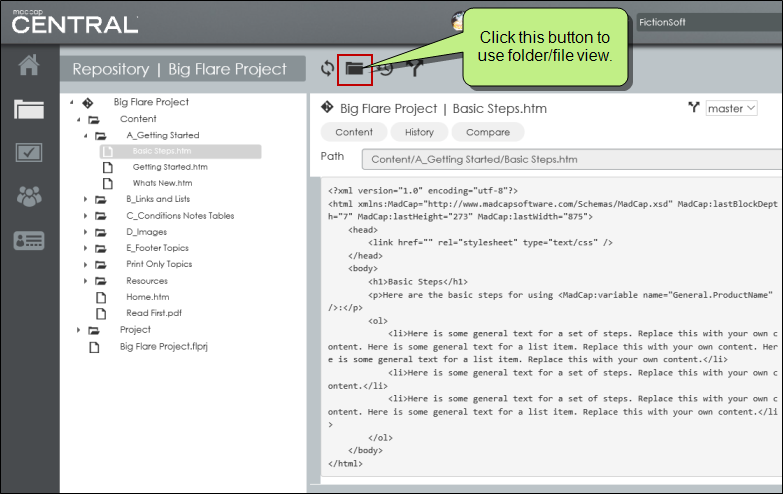 madcap
CENTRAL
FictionSoft
Click this button to
use folder/file view.
Repository | Big Flare Project
Big Flare Project
Content
A_Getting Started
Basic Steps.htm
Getting Started.htm
Whats New.htm
B_Links and Lists
C_Conditions Notes Tables
D_Images
E_Footer Topics
Print Only Topics
Resources
Home.htm
Read First.pdf
Project
Big Flare Project.flprj
Big Flare Project | Basic Steps.htm
master
Content History Compare
Path Content/A_Getting Started/Basic Steps.htm
<?xml version="1.0" encoding="utf-8"?>
<html xmlns:MadCap="http://www.madcapsoftware.com/Schemas/MadCap.xsd" MadCap:lastBlockDept
h="7" MadCap:lastHeight="273" MadCap:lastWidth="875">
<head>
<link href="" rel="stylesheet" type="text/css" />
</head>
<body>
<h1>Basic Steps</h1>
<p>Here are the basic steps for using <MadCap:variable name="General.ProductName"
/>:</p>
<ol>
<li>Here is some general text for a set of steps. Replace this with your own c
ontent. Here is some general text for a list item. Replace this with your own content. Her
e is some general text for a list item. Replace this with your own content.</li>
<li>Here is some general text for a set of steps. Replace this with your own c
ontent.</li>
<li>Here is some general text for a set of steps. Replace this with your own c
ontent. Here is some general text for a list item. Replace this with your own content.</li
>
</ol>
</body>
</html>